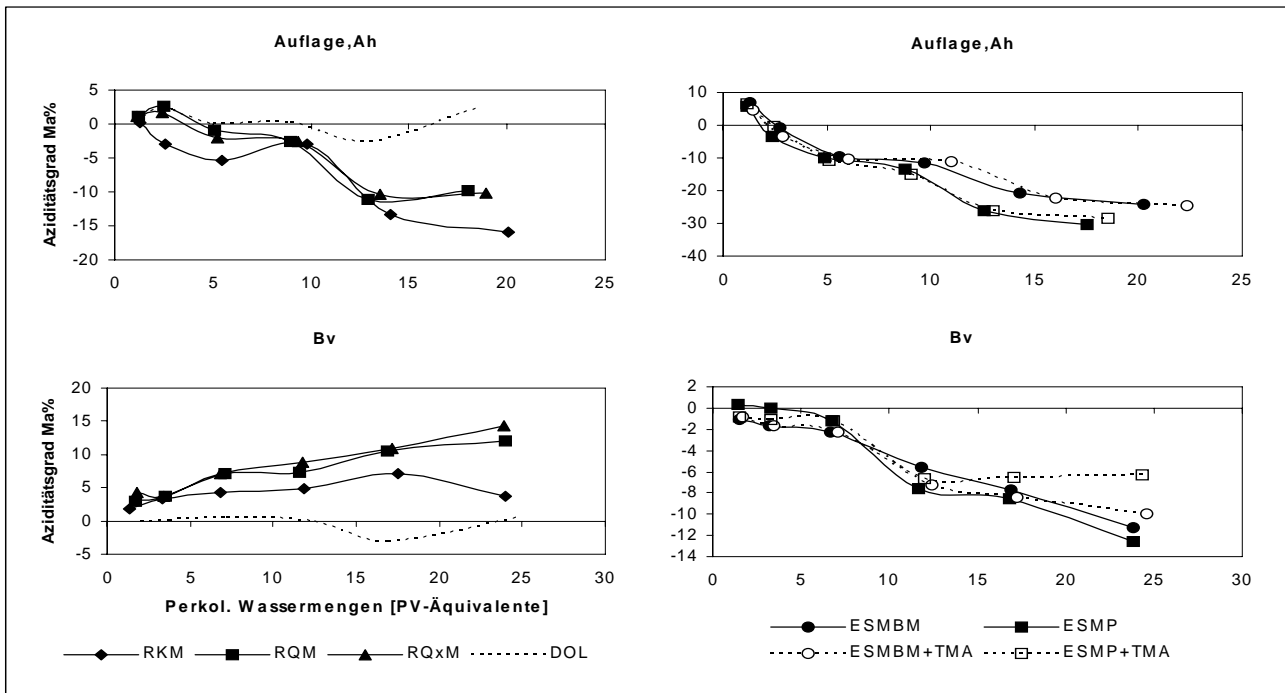 Auflage,Ah
Aziditätsgrad Ma%
5
0
-5
-10
-15
-20
0 5 10 15 20 25
Auflage,Ah
10
0
-10
-20
-30
-40
0 5 10 15 20 25
Bv
Aziditätsgrad Ma%
20
15
10
5
0
-5
0 5 10 15 20 25 30
Perkol. Wassermengen [PV-Äquivalente]
RKM RQM RQxM DOL
Bv
2
0
-2
-4
-6
-8
-10
-12
-14
0 5 10 15 20 25 30
ESMBM ESMP
ESMBM+TMA ESMP+TMA